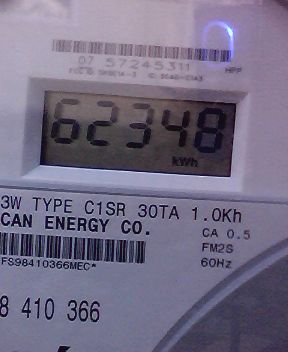 07 57245311
HPP
62348
kWh
3W TYPE C1SR 30TA 1.0Kh
CAN ENERGY CO.
CA 0.5
FM2S
60Hz
FS98410366MEC*
8 410 366